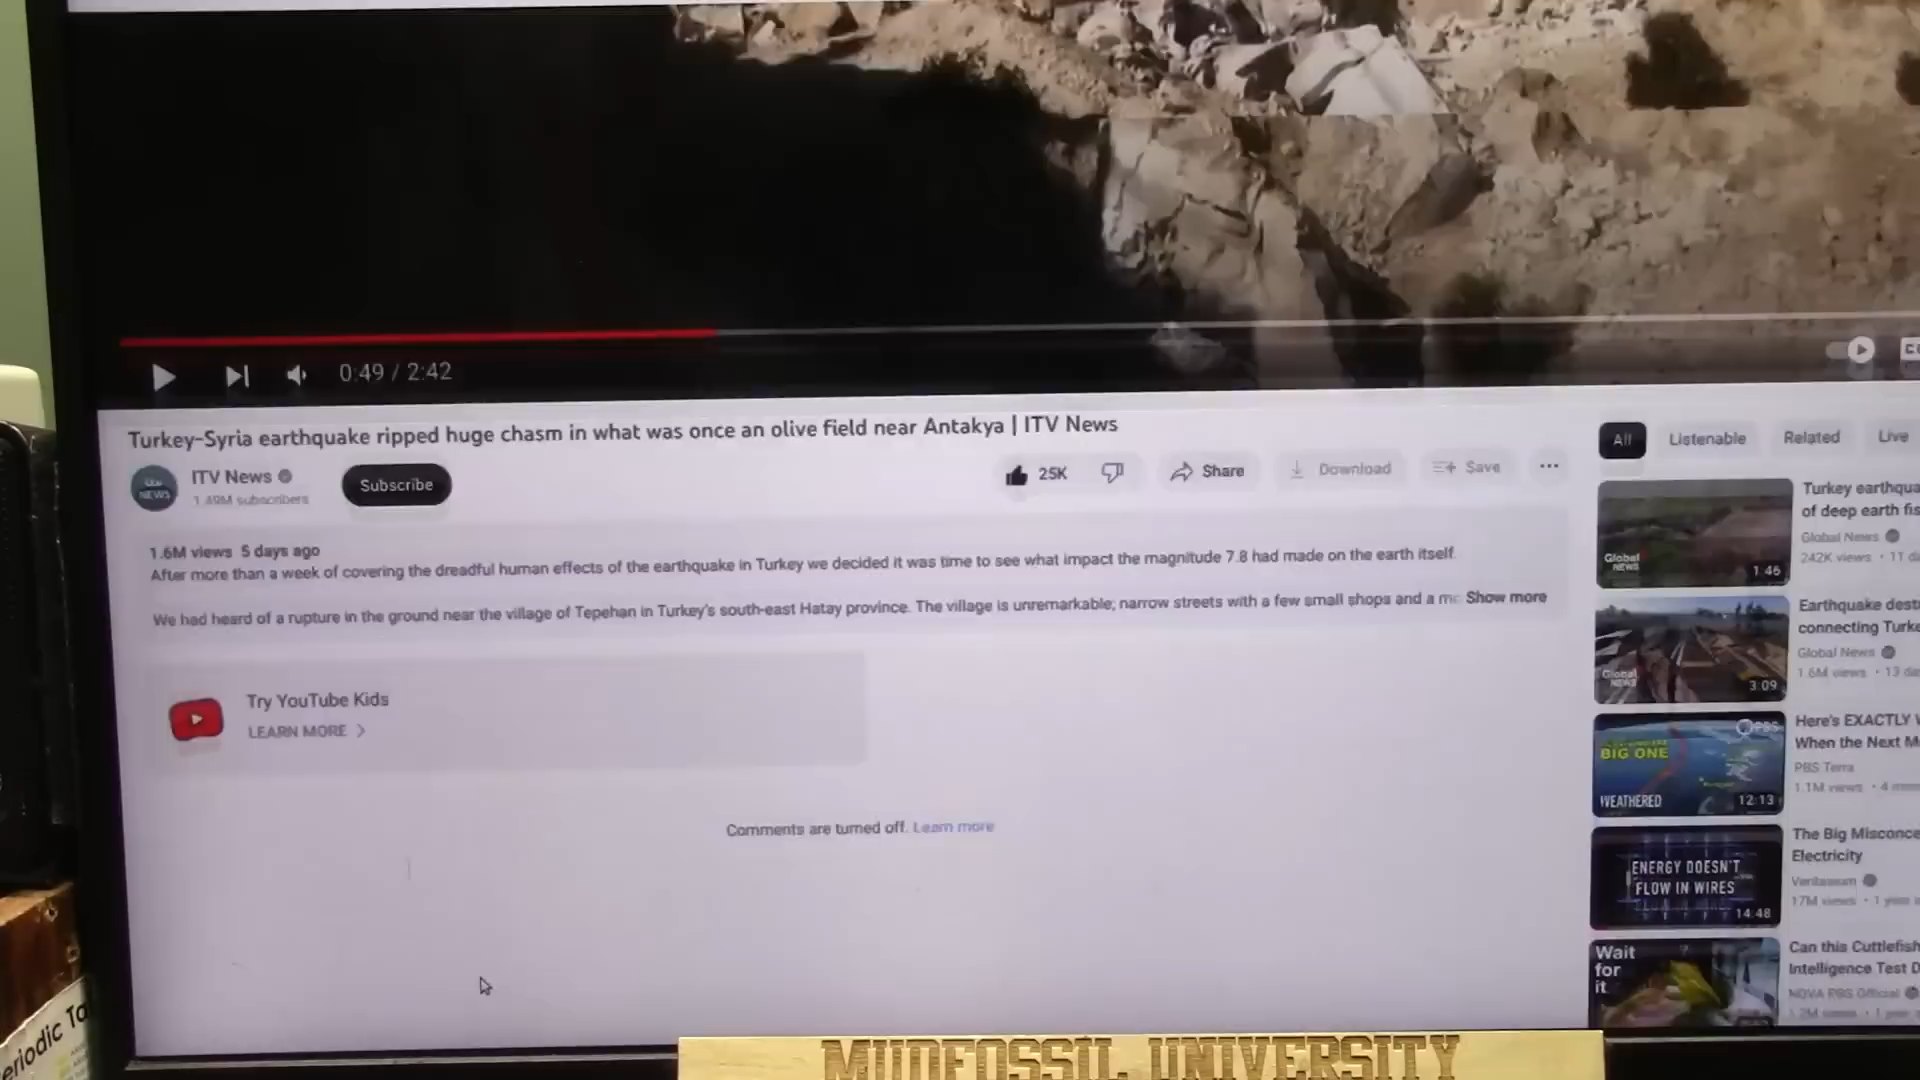 0:49 / 2:42
Turkey-Syria earthquake ripped huge chasm in what was once an olive field near Antakya | ITV News
ITV News
1.49M subscribers
Subscribe
25K
Share
Download
Save
1.6M views 5 days ago
After more than a week of covering the dreadful human effects of the earthquake in Turkey we decided it was time to see what impact the magnitude 7.8 had made on the earth itself.
We had heard of a rupture in the ground near the village of Tepehan in Turkey's south-east Hatay province. The village is unremarkable; narrow streets with a few small shops and a mo Show more
Try YouTube Kids
LEARN MORE
Comments are turned off. Learn more
All
Listenable
Related
Live
Global NEWS
1:46
Turkey earthqua
of deep earth fis
Global News
242K views • 11 da
Global NEWS
3:09
Earthquake destr
connecting Turke
Global News
1.6M views • 13 da
BIG ONE
WEATHERED
12:13
Here's EXACTLY W
When the Next M
PBS Terra
1.1M views • 4
ENERGY DOESN'T
FLOW IN WIRES
14:48
The Big Misconce
Electricity
Veritasium
17M views • 1 year
Wait
for
it
Can this Cuttlefish
Intelligence Test D
NOVA PBS Official
eriodic Ta
MUDFOSSIL UNIVERSITY